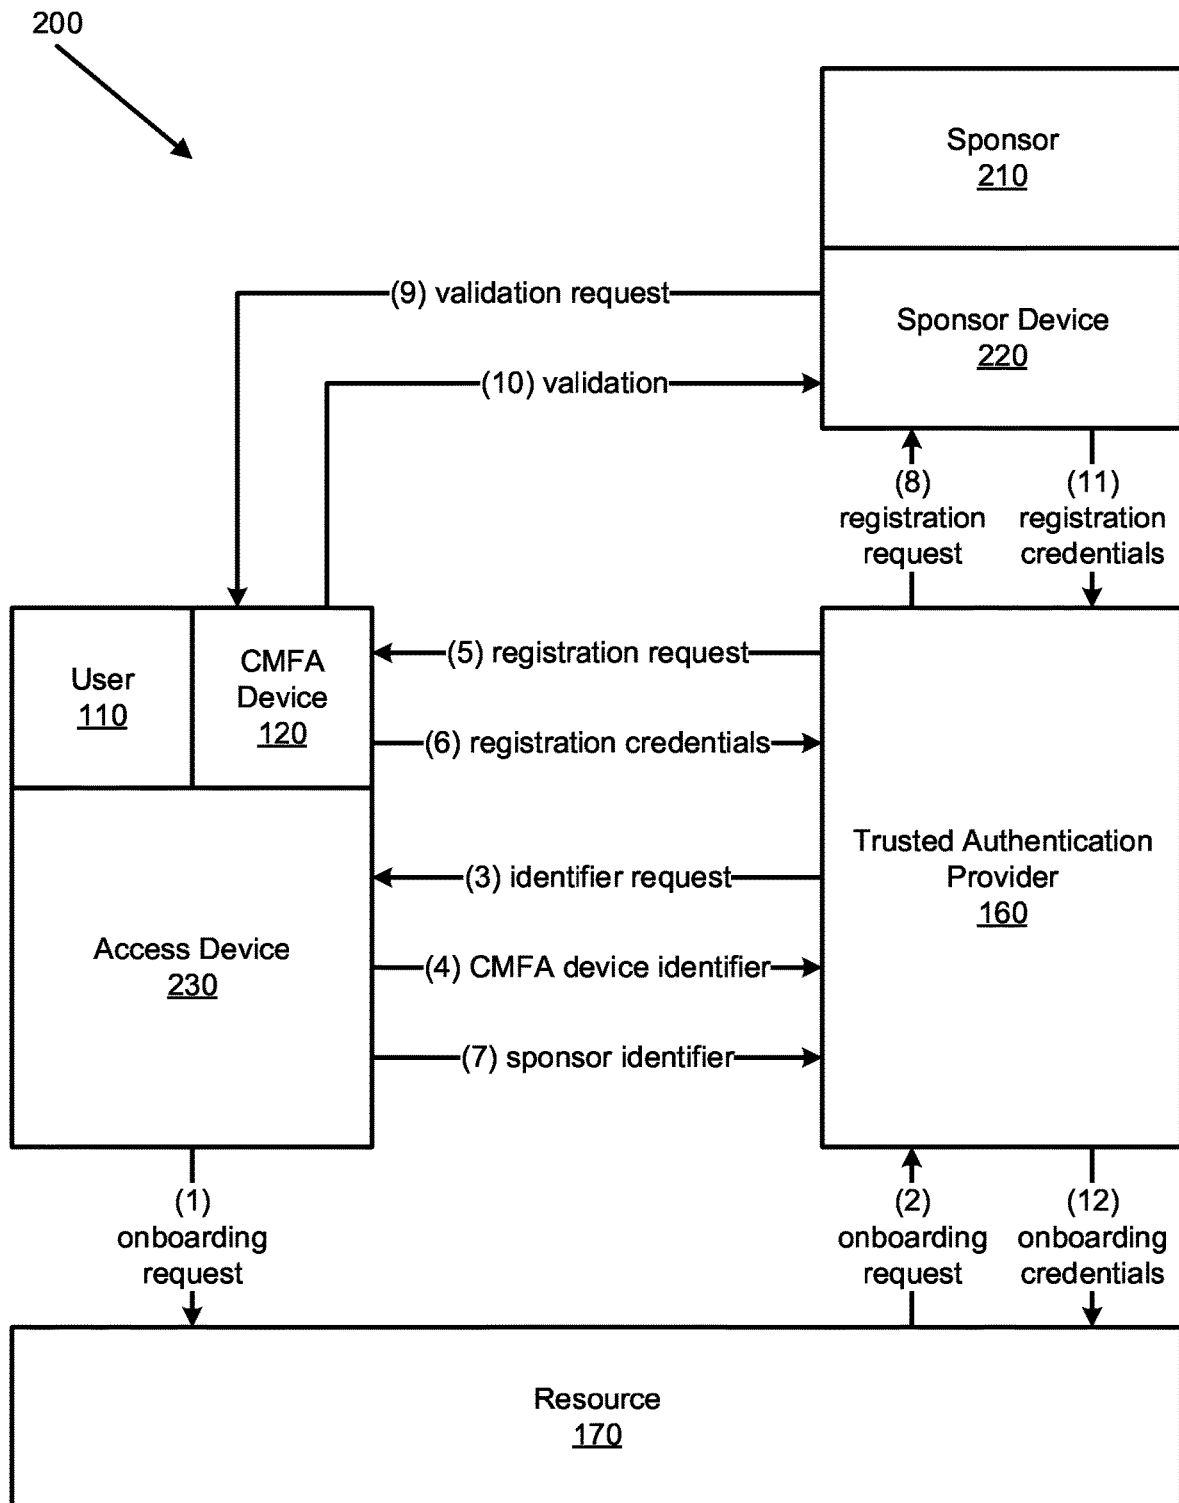 200
Sponsor
210
(9) validation request
Sponsor Device
220
(10) validation
(8)
registration
request
(11)
registration
credentials
User
110
CMFA
Device
120
(5) registration request
(6) registration credentials
Trusted Authentication
Provider
160
(3) identifier request
Access Device
230
(4) CMFA device identifier
(7) sponsor identifier
(1)
onboarding
request
(2)
onboarding
request
(12)
onboarding
credentials
Resource
170